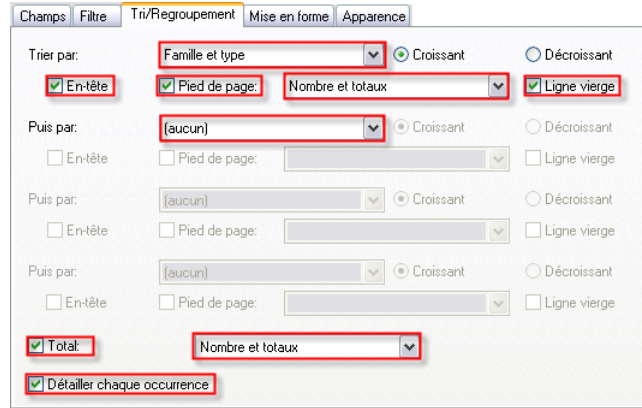 Champs Filtre Tri/Regroupement Mise en forme Apparence
Trier par: Famille et type Croissant Décroissant
En-tête Pied de page: Nombre et totaux Ligne vierge
Puis par: (aucun) Croissant Décroissant
En-tête Pied de page: Ligne vierge
Puis par: (aucun) Croissant Décroissant
En-tête Pied de page: Ligne vierge
Puis par: (aucun) Croissant Décroissant
En-tête Pied de page: Ligne vierge
Total: Nombre et totaux
Détailler chaque occurrence